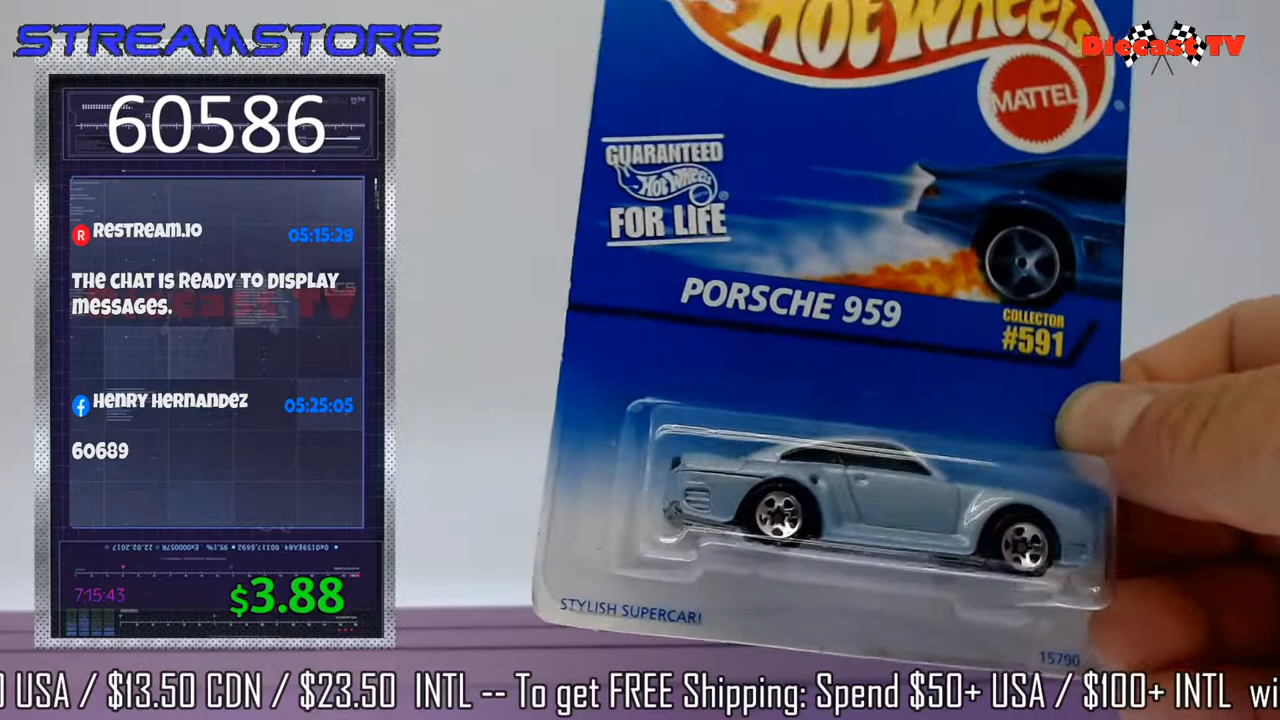 STREAMSTORE
60586
RESTREAM.IO
05:15:29
THE CHAT IS READY TO DISPLAY
MESSAGES.
HENRY HERNANDEZ
05:25:05
60689
7:15:43
$3.88
Hot Wheels
MATTEL
Diecast TV
GUARANTEED
Hot Wheels
FOR LIFE
PORSCHE 959
COLLECTOR
#591
STYLISH SUPERCAR!
15790
USA / $13.50 CDN / $23.50 INTL -- To get FREE Shipping: Spend $50+ USA / $100+ INTL